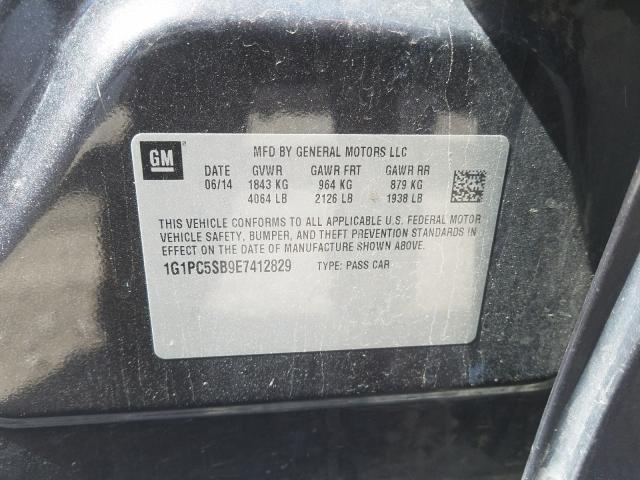 GM
MFD BY GENERAL MOTORS LLC
DATE GVWR GAWR FRT GAWR RR
06/14 1843 KG 964 KG 879 KG
4064 LB 2126 LB 1938 LB
THIS VEHICLE CONFORMS TO ALL APPLICABLE U.S. FEDERAL MOTOR
VEHICLE SAFETY, BUMPER, AND THEFT PREVENTION STANDARDS IN
EFFECT ON THE DATE OF MANUFACTURE SHOWN ABOVE.
1G1PC5SB9E7412829 TYPE: PASS CAR